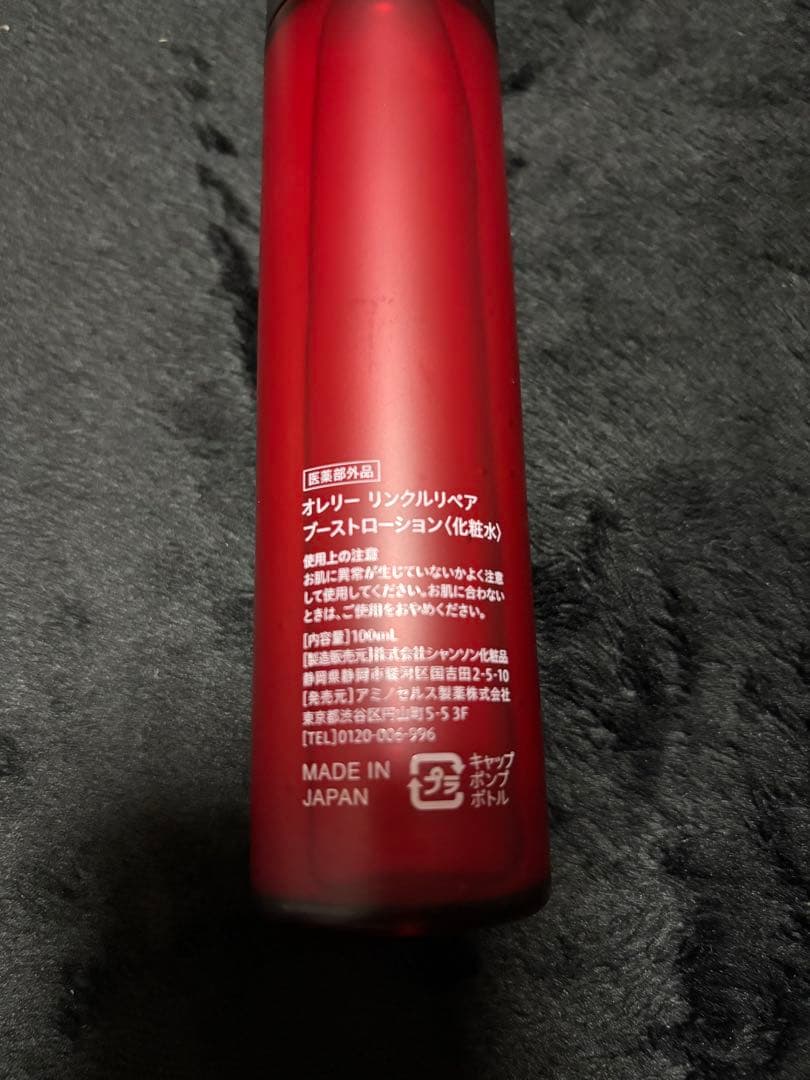 医薬部外品
オレリー リンクルリペア
ブーストローション〈化粧水〉
使用上の注意
お肌に異常が生じていないかよく注意
して使用してください。お肌に合わない
ときは、ご使用をおやめください。
[内容量]100mL
[製造販売元]株式会社シャンソン化粧品
静岡県静岡市駿河区国吉田2-5-10
[発売元]アミノセルス製薬株式会社
東京都渋谷区円山町5-5 3F
[TEL]0120-006-996
MADE IN
JAPAN
プラ
キャップ
ポンプ
ボトル